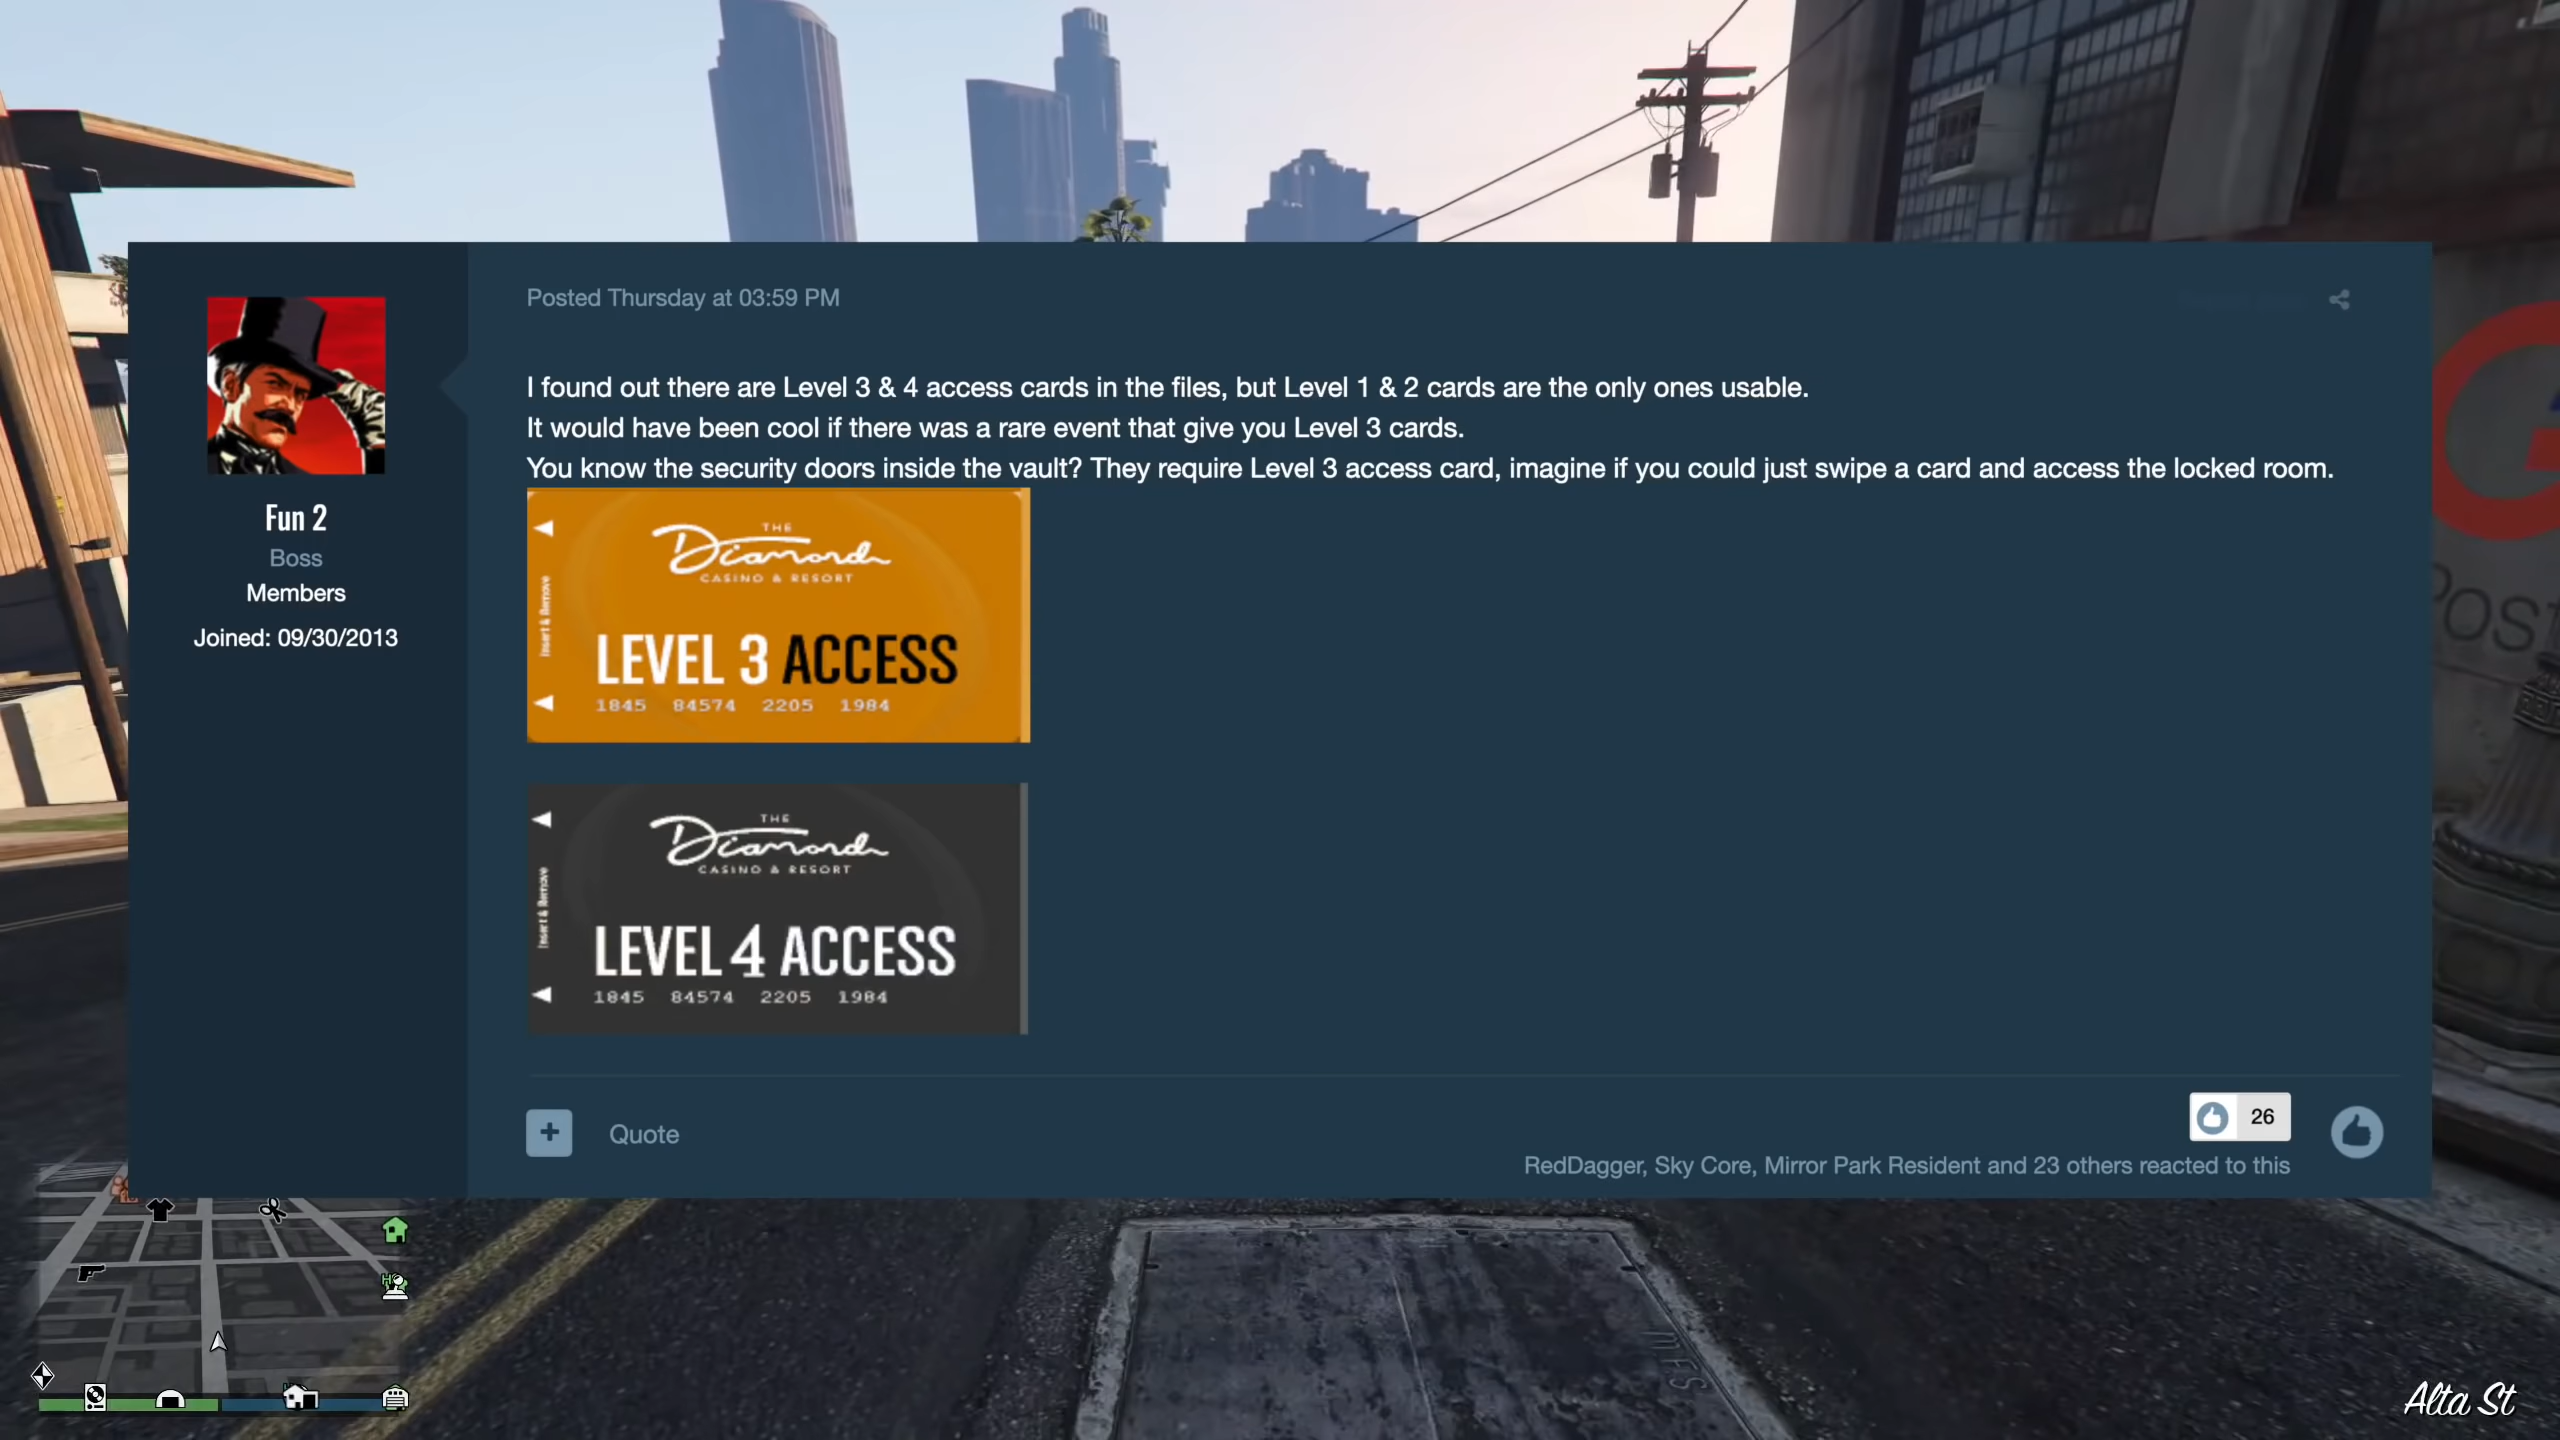 Posted Thursday at 03:59 PM
Fun 2
Boss
Members
Joined: 09/30/2013
I found out there are Level 3 & 4 access cards in the files, but Level 1 & 2 cards are the only ones usable.
It would have been cool if there was a rare event that give you Level 3 cards.
You know the security doors inside the vault? They require Level 3 access card, imagine if you could just swipe a card and access the locked room.
THE
Diamond
CASINO & RESORT
Insert & Remove
LEVEL 3 ACCESS
1845 84574 2205 1984
THE
Diamond
CASINO & RESORT
Insert & Remove
LEVEL 4 ACCESS
1845 84574 2205 1984
+ Quote
26
RedDagger, Sky Core, Mirror Park Resident and 23 others reacted to this
Alta St